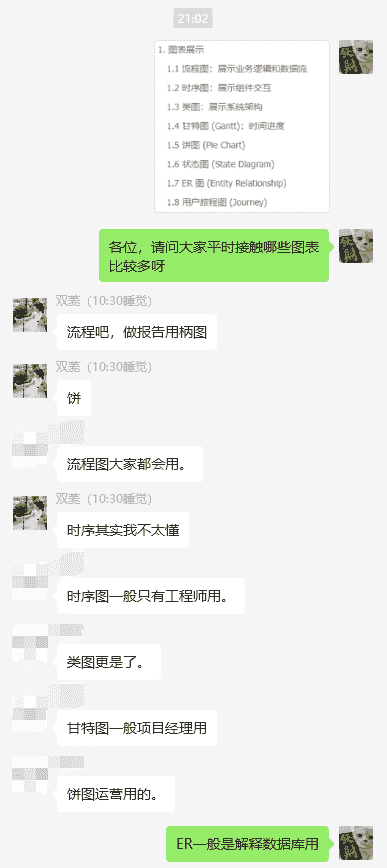 21:02
1. 图表展示
1.1 流程图：展示业务逻辑和数据流
1.2 时序图：展示组件交互
1.3 类图：展示系统架构
1.4 甘特图 (Gantt)：时间进度
1.5 饼图 (Pie Chart)
1.6 状态图 (State Diagram)
1.7 ER 图 (Entity Relationship)
1.8 用户旅程图 (Journey)
各位，请问大家平时接触哪些图表
比较多呀
双菱（10:30睡觉）
流程吧，做报告用柄图
双菱（10:30睡觉）
饼
流程图大家都会用。
双菱（10:30睡觉）
时序其实我不太懂
时序图一般只有工程师用。
类图更是了。
甘特图一般项目经理用
饼图运营用的。
ER一般是解释数据库用